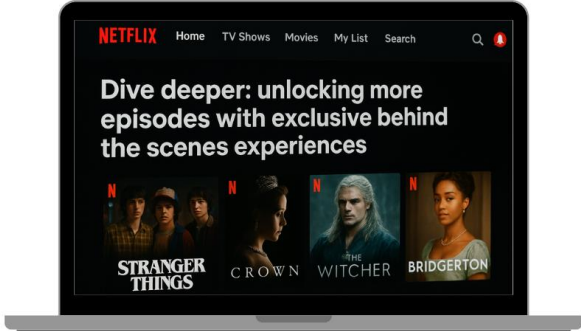 NETFLIX Home TV Shows Movies My List Search
Dive deeper: unlocking more
episodes with exclusive behind
the scenes experiences
N N N N
STRANGER
THINGS
CROWN
THE
WITCHER
BRIDGERTON